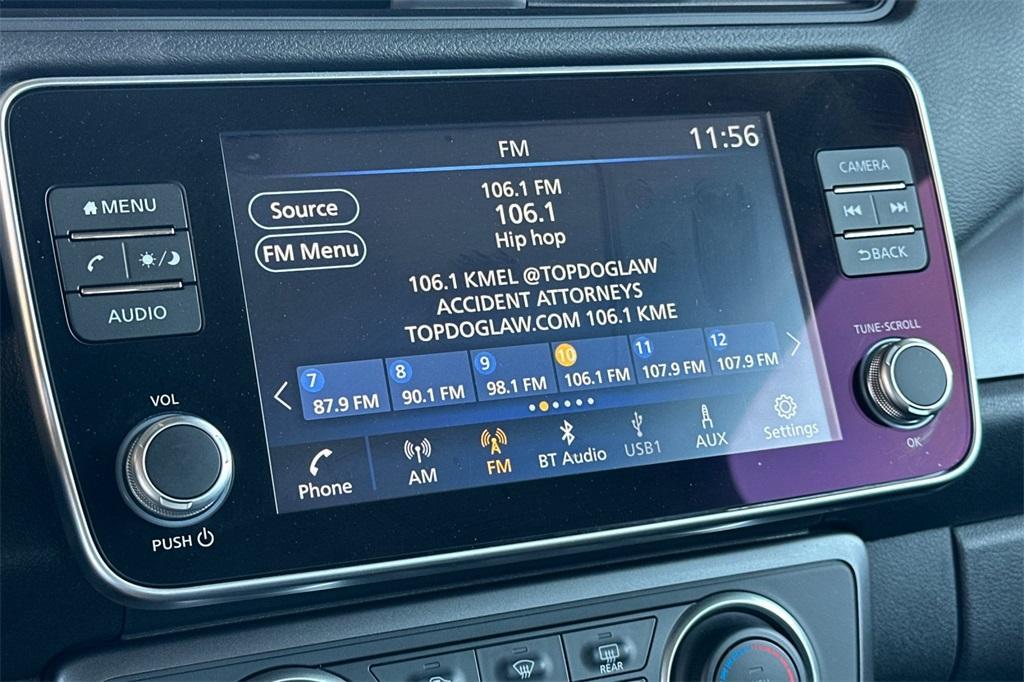 FM
11:56
Source
FM Menu
106.1 FM
106.1
Hip hop
106.1 KMEL @TOPDOGLAW
ACCIDENT ATTORNEYS
TOPDOGLAW.COM 106.1 KME
7
87.9 FM
8
90.1 FM
9
98.1 FM
10
106.1 FM
11
107.9 FM
12
107.9 FM
Phone
AM
FM
BT Audio
USB1
AUX
Settings
MENU
AUDIO
VOL
PUSH
CAMERA
BACK
TUNE·SCROLL
OK
REAR